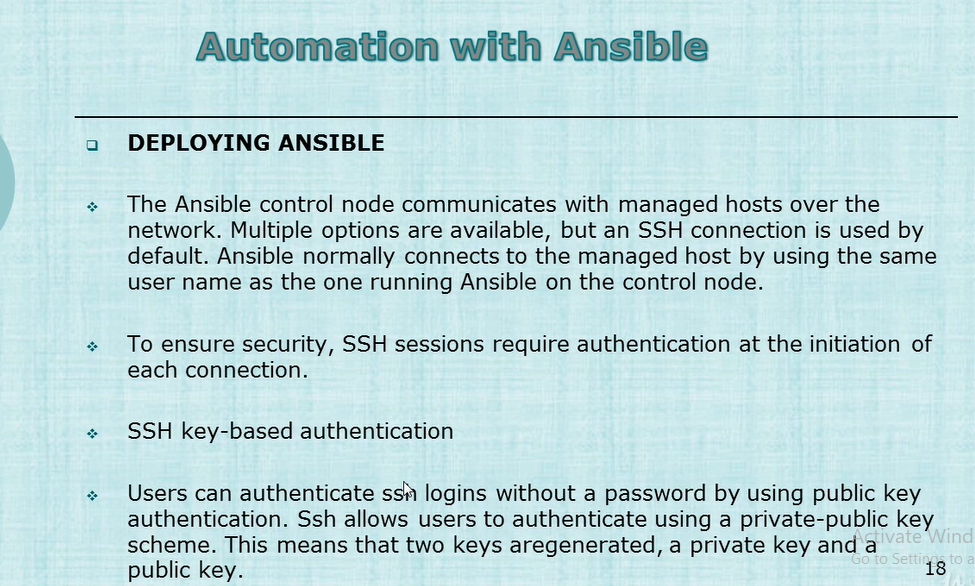 Automation with Ansible
DEPLOYING ANSIBLE
The Ansible control node communicates with managed hosts over the
network. Multiple options are available, but an SSH connection is used by
default. Ansible normally connects to the managed host by using the same
user name as the one running Ansible on the control node.
To ensure security, SSH sessions require authentication at the initiation of
each connection.
SSH key-based authentication
Users can authenticate ssh logins without a password by using public key
authentication. Ssh allows users to authenticate using a private-public key
scheme. This means that two keys aregenerated, a private key and a
public key.
Activate Wind
Go to Settings to a
18